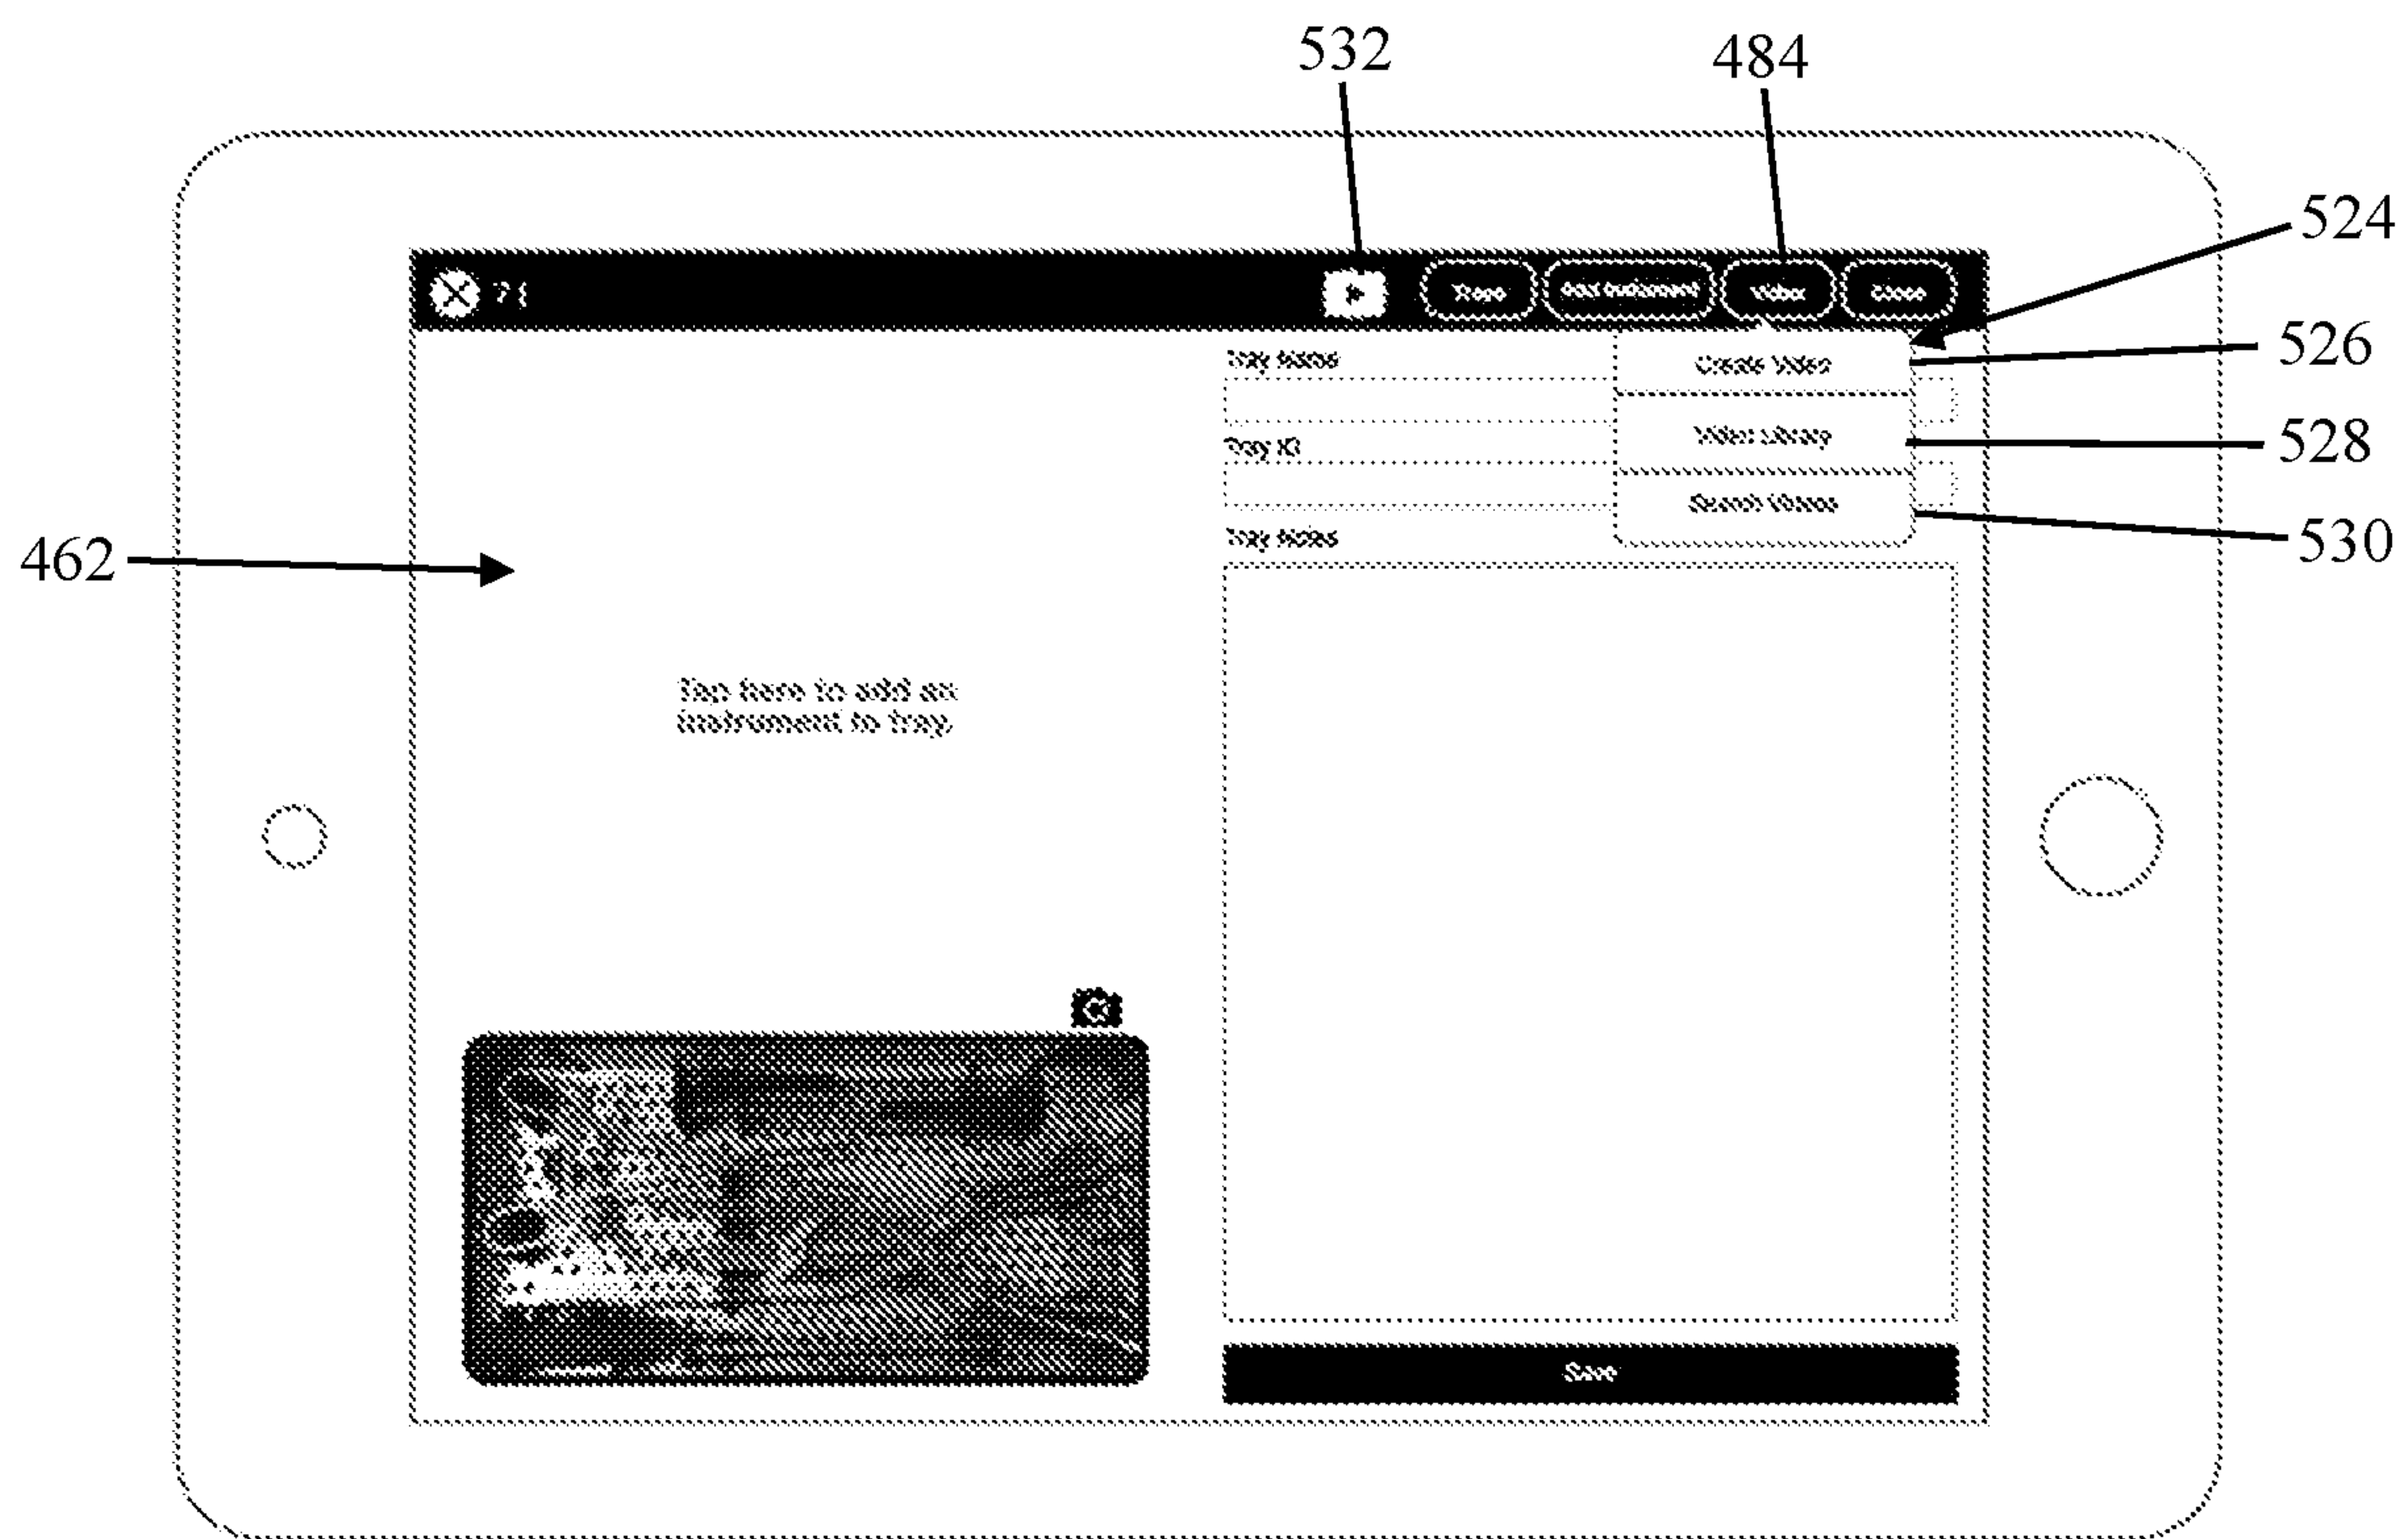 532
484
524
526
528
530
462
Video
Tray Name
Create Video
Tray ID
Video Library
Search Videos
Tray Notes
Tap here to add an
instrument to tray.
Save